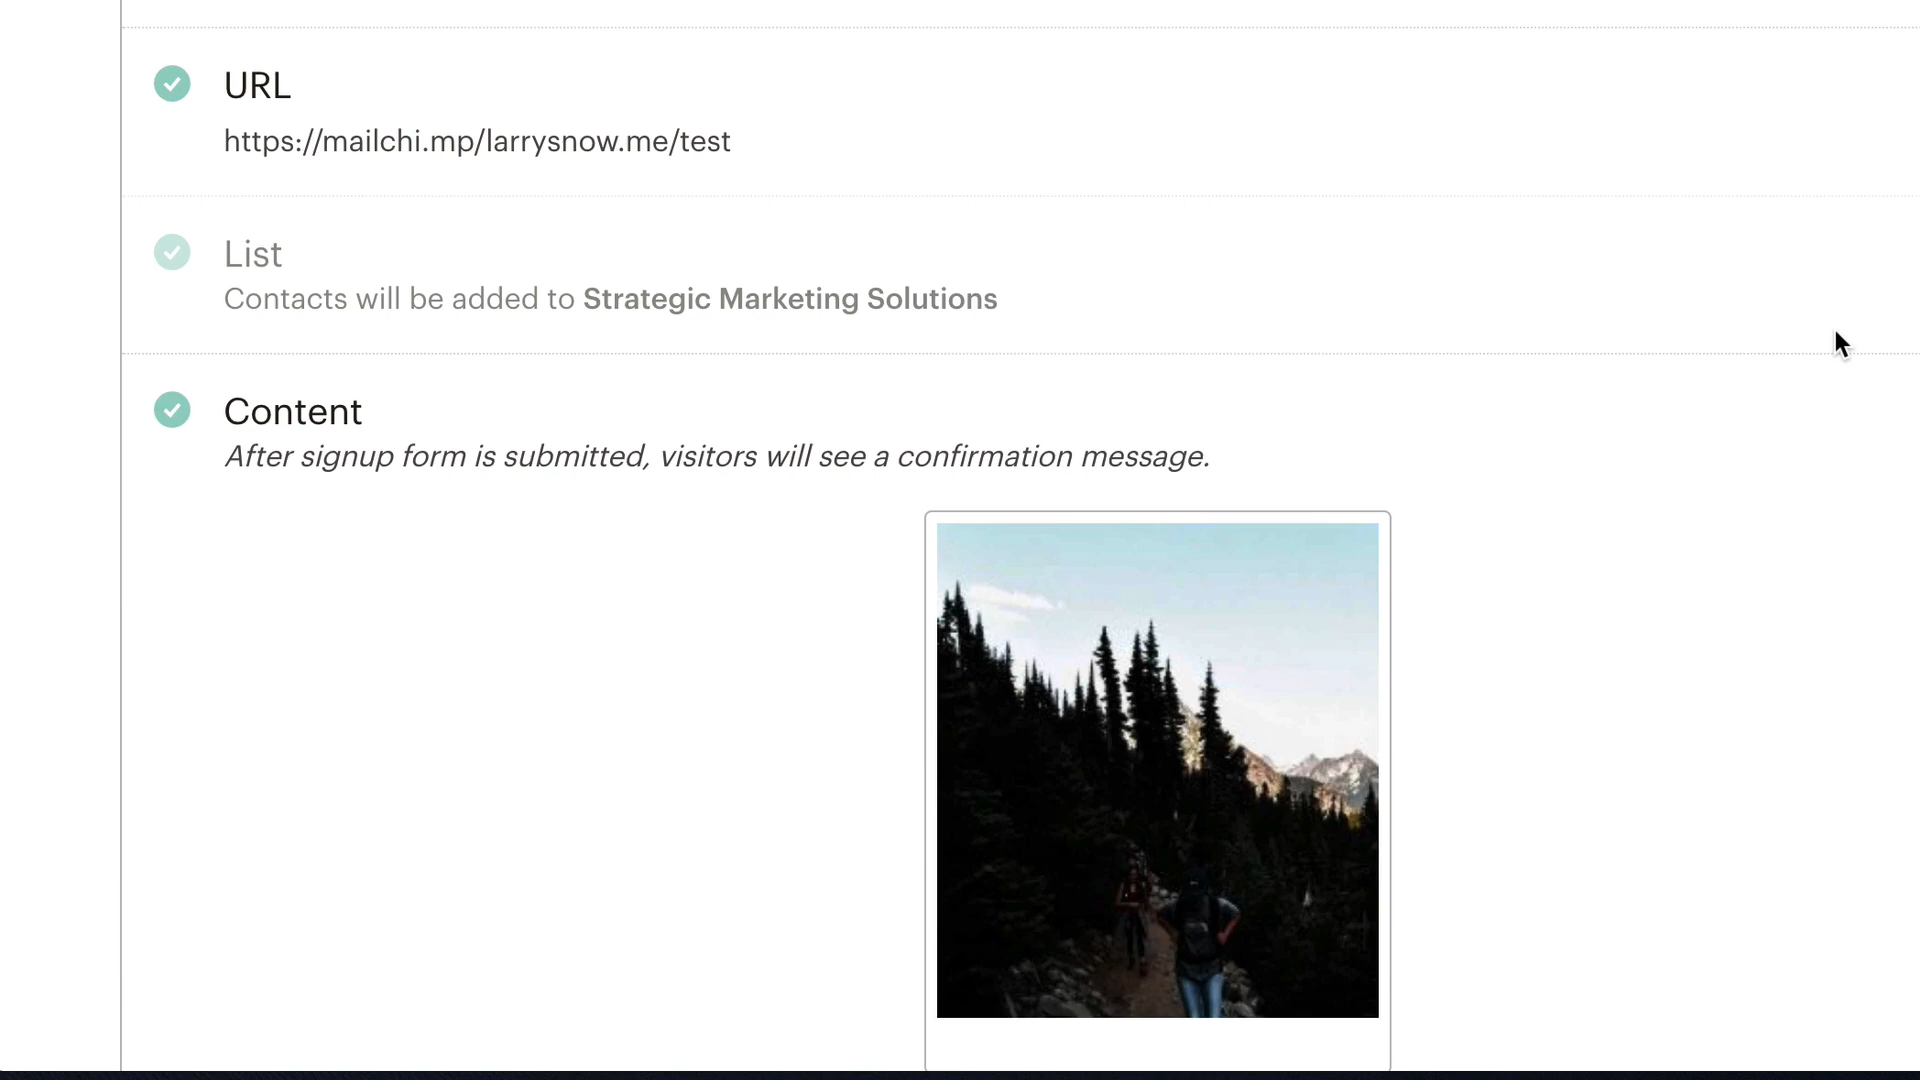 URL
https://mailchi.mp/larrysnow.me/test
List
Contacts will be added to Strategic Marketing Solutions
Content
After signup form is submitted, visitors will see a confirmation message.